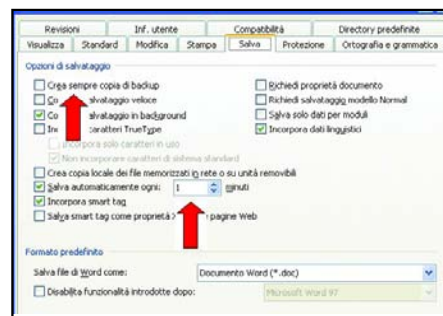 Revisioni Inf. utente Compatibilità Directory predefinite
Visualizza Standard Modifica Stampa Salva Protezione Ortografia e grammatica
Opzioni di salvataggio
Crea sempre copia di backup
Richiedi proprietà documento
Co salvataggio veloce
Richiedi salvataggio modello Normal
Co salvataggio in background
Salva solo dati per moduli
In caratteri TrueType
Incorpora dati linguistici
Incorpora solo caratteri in uso
Non incorporare caratteri di sistema standard
Crea copia locale dei file memorizzati in rete o su unità removibili
Salva automaticamente ogni: 1 minuti
Incorpora smart tag
Salva smart tag come proprietà pagine Web
Formato predefinito
Salva file di Word come: Documento Word (*.doc)
Disabilita funzionalità introdotte dopo: Microsoft Word 97